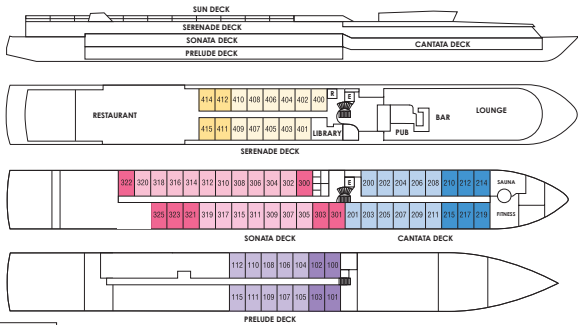 SUN DECK
SERENADE DECK
SONATA DECK
PRELUDE DECK
CANTATA DECK
414 412 410 408 406 404 402 400 R E
RESTAURANT
BAR
LOUNGE
415 411 409 407 405 403 401
LIBRARY
PUB
SERENADE DECK
322 320 318 316 314 312 310 308 306 304 302 300 E 200 202 204 206 208 210 212 214 SAUNA
325 323 321 319 317 315 311 309 307 305 303 301 201 203 205 207 209 211 215 217 219 FITNESS
SONATA DECK
CANTATA DECK
112 110 108 106 104 102 100
115 111 109 107 105 103 101
PRELUDE DECK